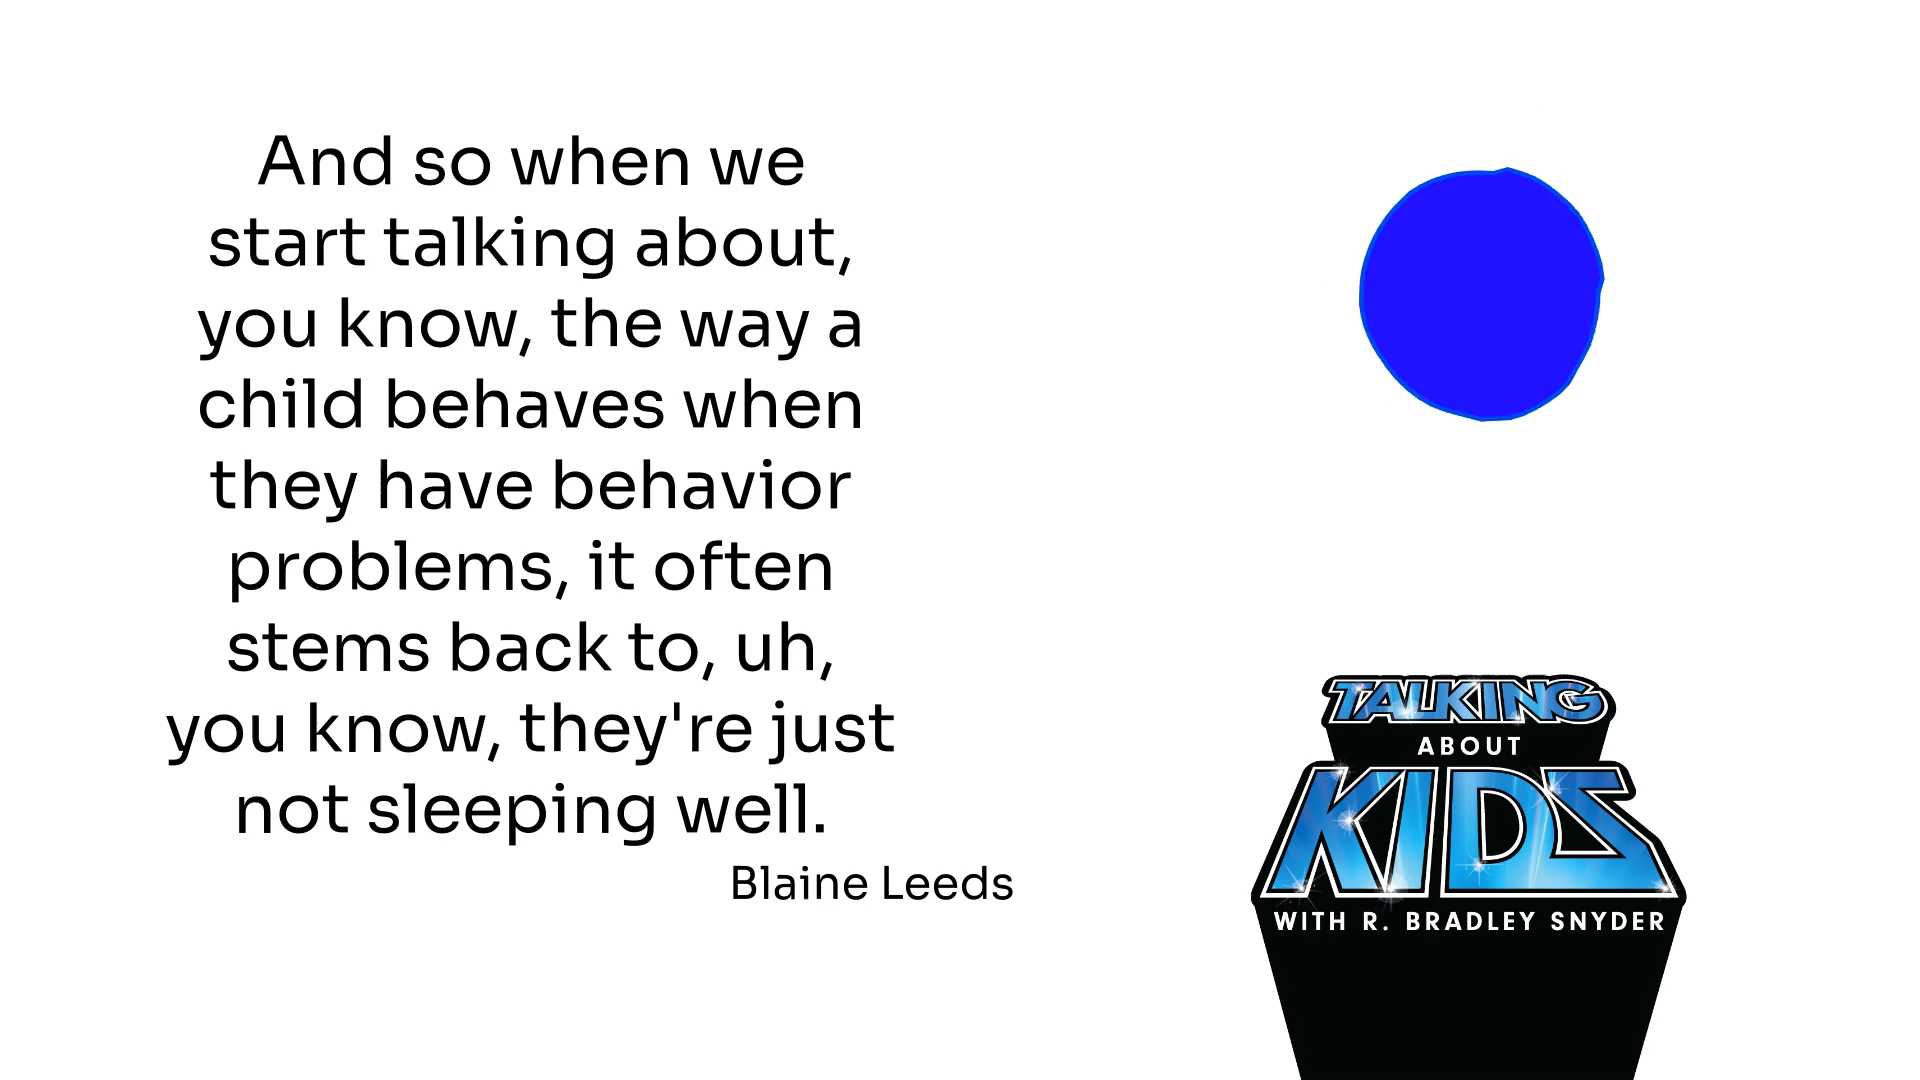 And so when we
start talking about,
you know, the way a
child behaves when
they have behavior
problems, it often
stems back to, uh,
you know, they're just
not sleeping well.
Blaine Leeds
TALKING
ABOUT
KIDS
WITH R. BRADLEY SNYDER